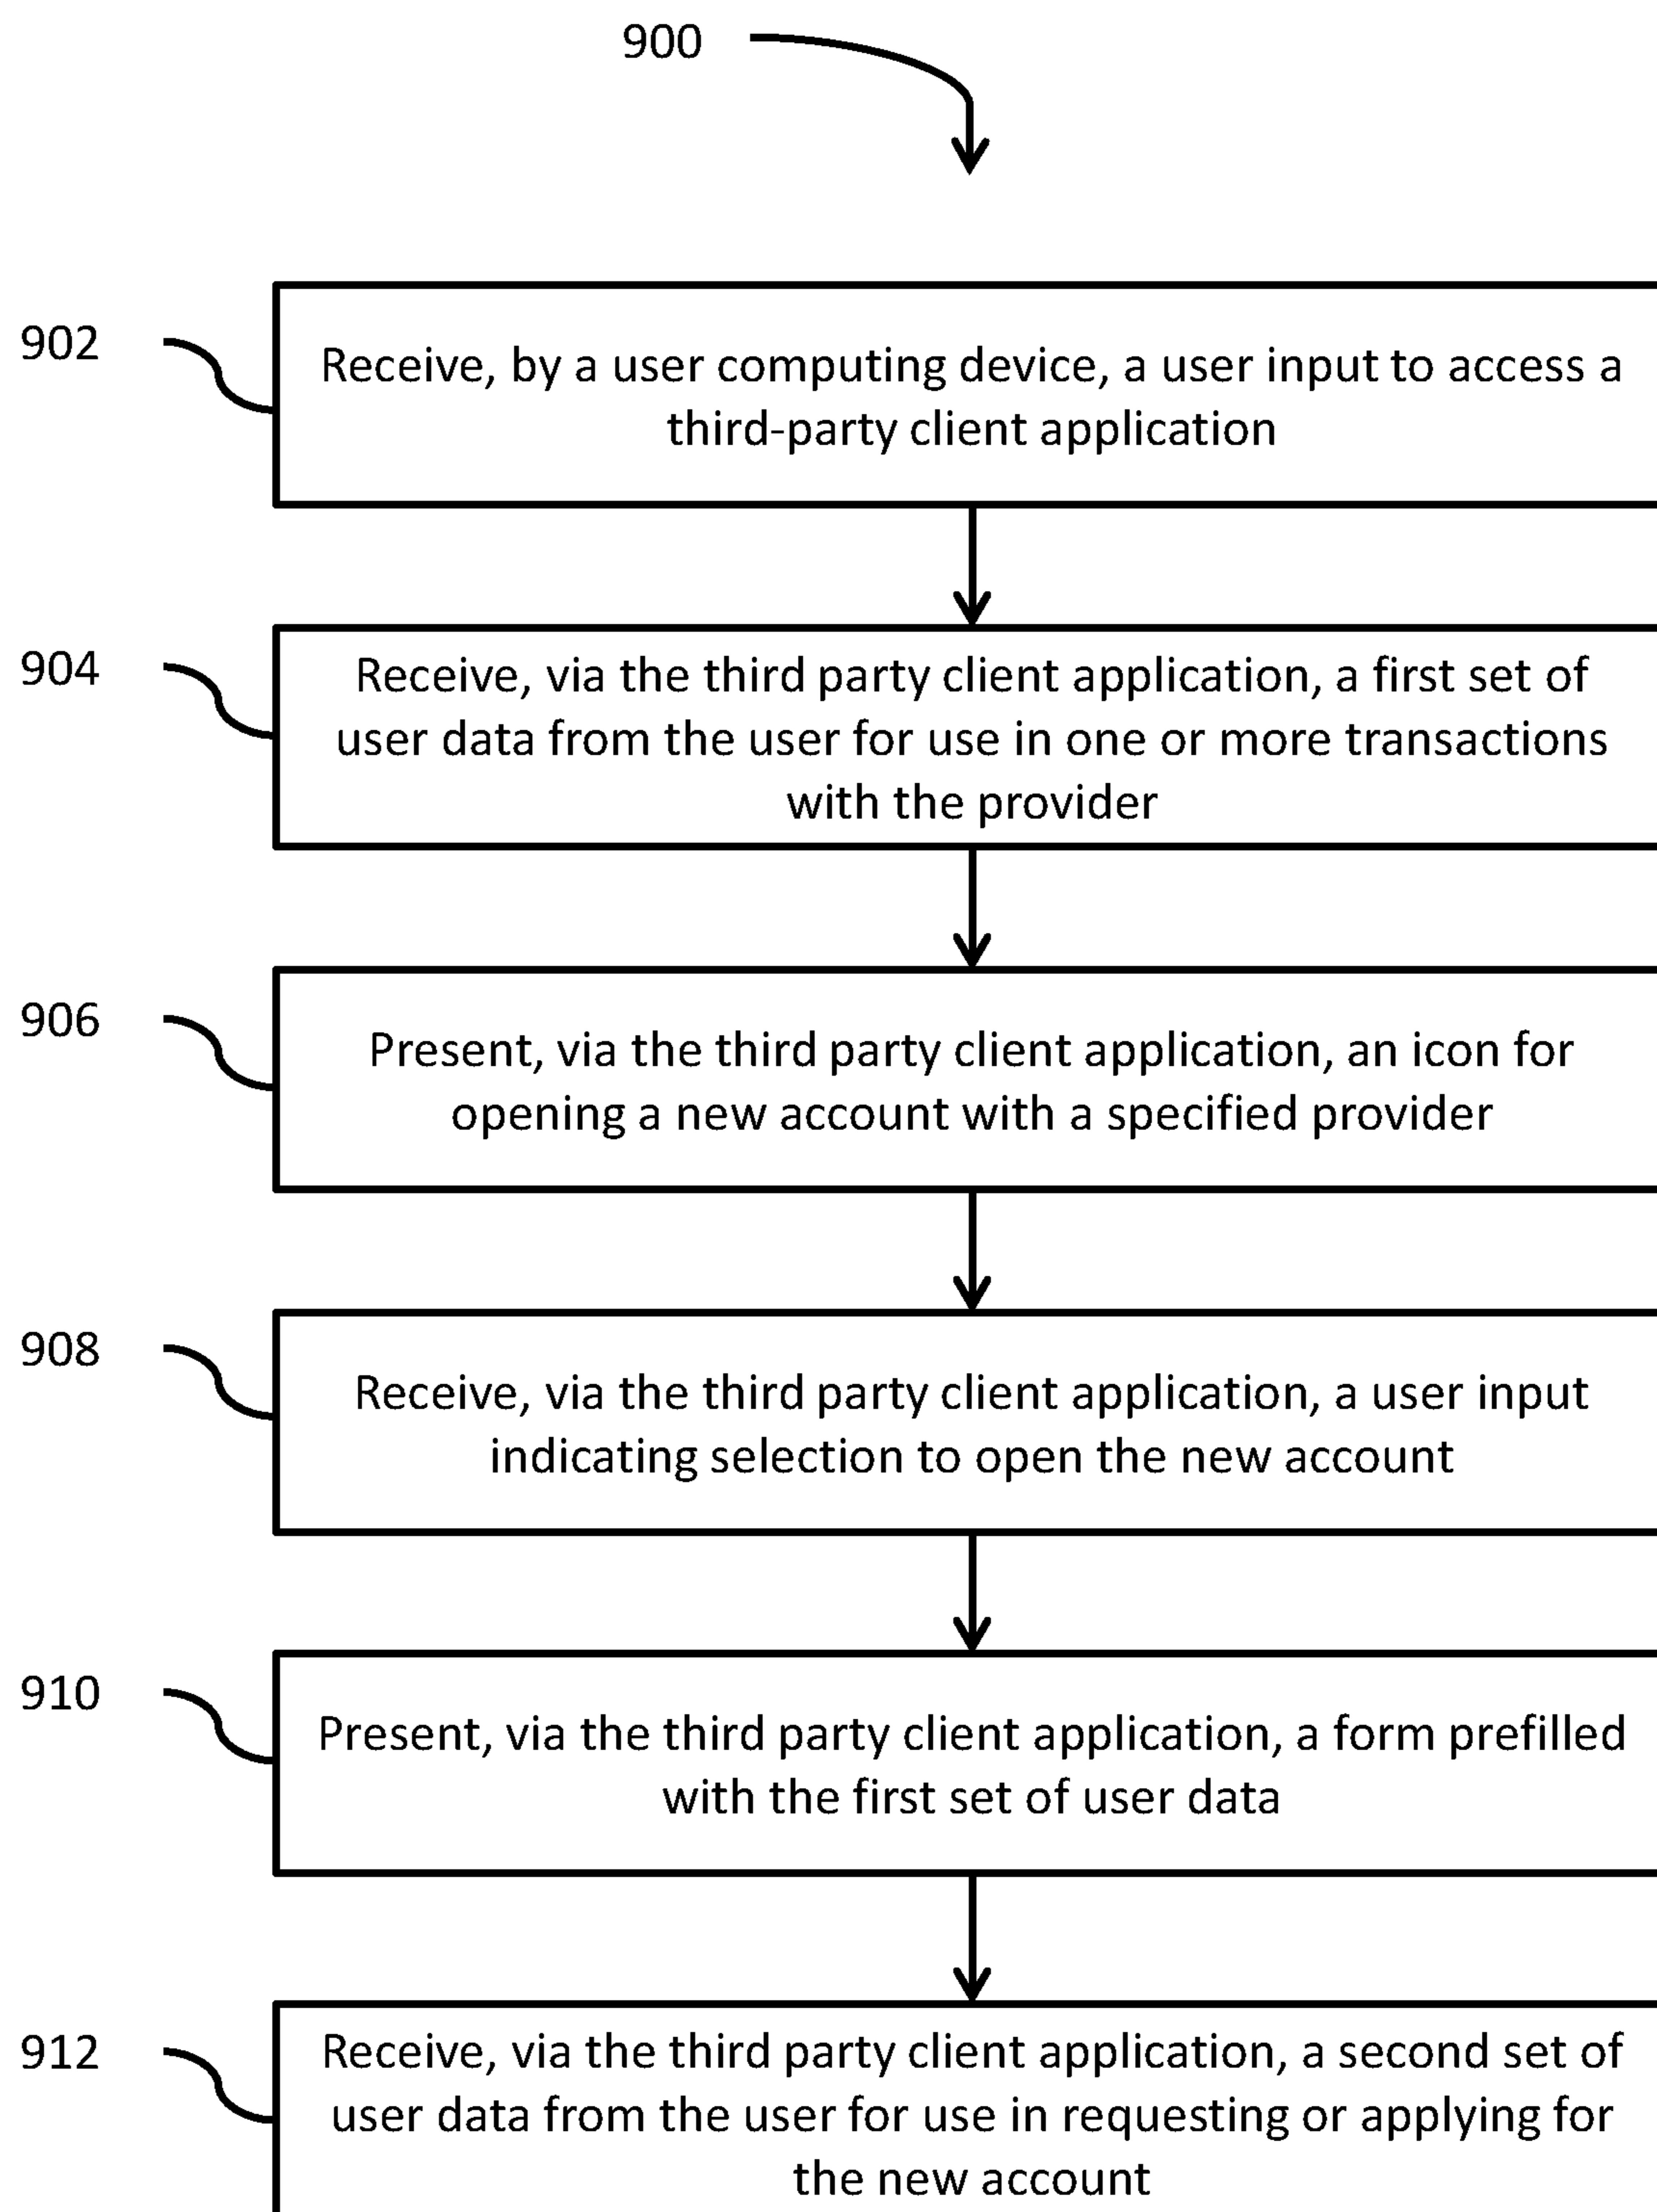 900
902
Receive, by a user computing device, a user input to access a
third-party client application
904
Receive, via the third party client application, a first set of
user data from the user for use in one or more transactions
with the provider
906
Present, via the third party client application, an icon for
opening a new account with a specified provider
908
Receive, via the third party client application, a user input
indicating selection to open the new account
910
Present, via the third party client application, a form prefilled
with the first set of user data
912
Receive, via the third party client application, a second set of
user data from the user for use in requesting or applying for
the new account